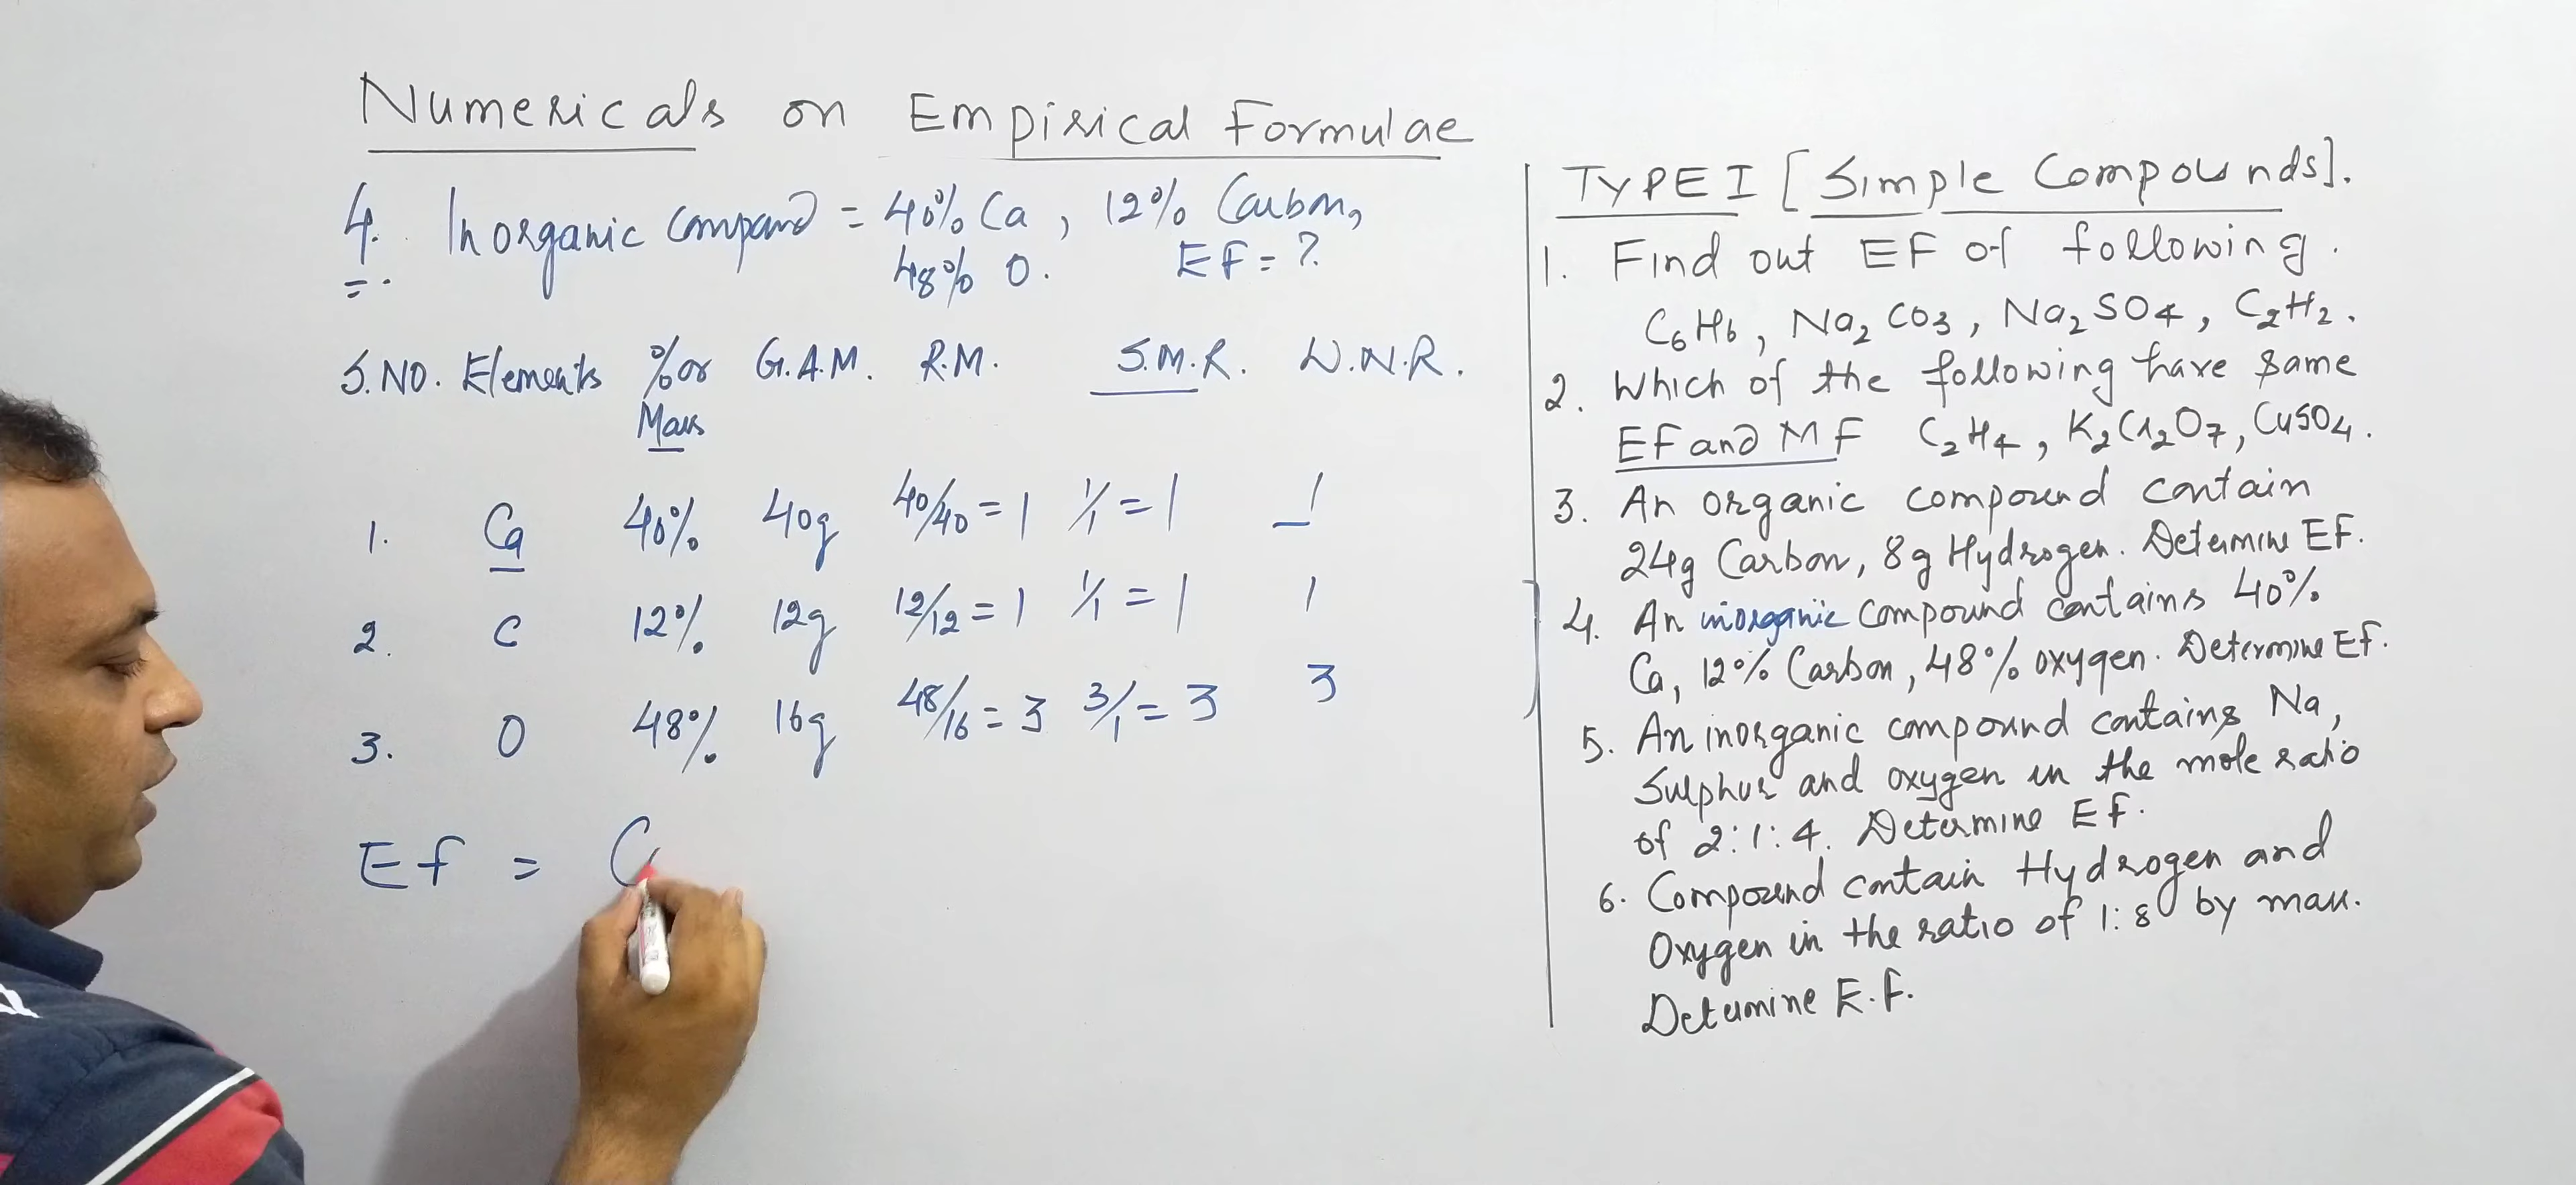 Numericals on Empirical Formulae
4. Inorganic compound = 40% Ca, 12% Carbon,
48% O. EF = ?
S.NO. Elements % or G.A.M. R.M. S.M.R. W.N.R.
Mass
1. Ca 40% 40g 40/40 = 1 1/1 = 1 1
2. C 12% 12g 12/12 = 1 1/1 = 1 1
3. O 48% 16g 48/16 = 3 3/1 = 3 3
Ef = C
TYPE I [Simple Compounds].
1. Find out EF of following.
C6H6, Na2CO3, Na2SO4, C2H2.
2. Which of the following have same
EF and MF C2H4, K2Cr2O7, CuSO4.
3. An organic compound contain
24g Carbon, 8g Hydrogen. Determine EF.
4. An inorganic compound contains 40%
Ca, 12% Carbon, 48% oxygen. Determine Ef.
5. An inorganic compound contains Na,
Sulphur and oxygen in the mole ratio
of 2:1:4. Determine EF.
6. Compound contain Hydrogen and
Oxygen in the ratio of 1:8 by mass.
Determine E.F.